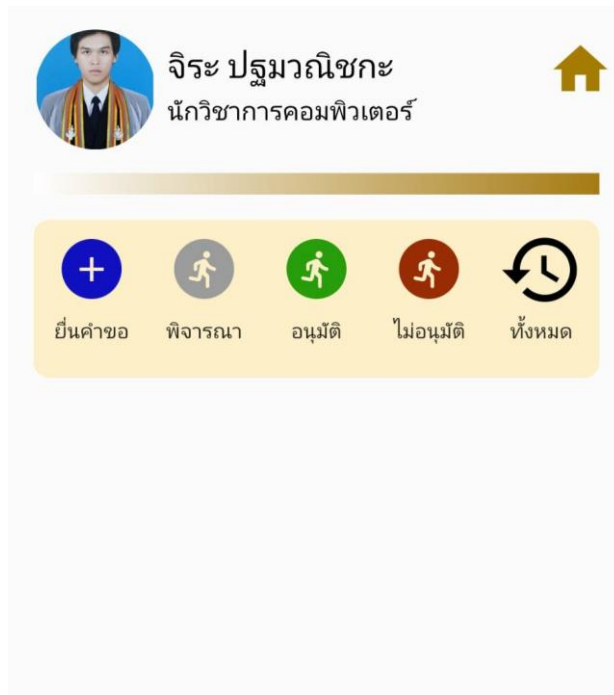 จิระ ปฐมวณิชกะ
นักวิชาการคอมพิวเตอร์
ยื่นคำขอ พิจารณา อนุมัติ ไม่อนุมัติ ทั้งหมด